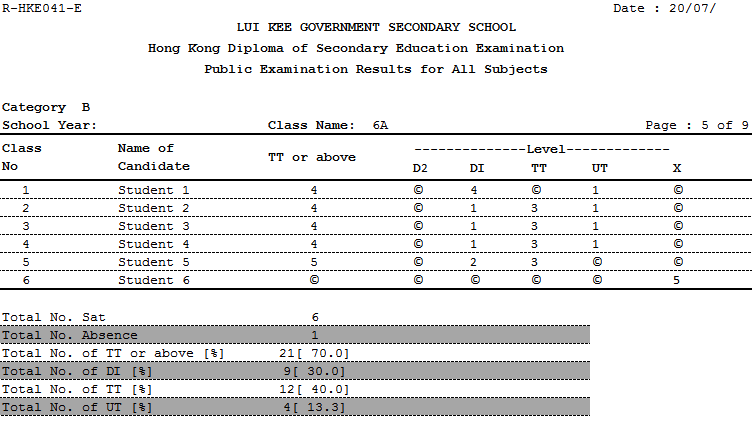 R-HKE041-E Date : 20/07/
LUI KEE GOVERNMENT SECONDARY SCHOOL
Hong Kong Diploma of Secondary Education Examination
Public Examination Results for All Subjects
Category B
School Year: Class Name: 6A Page : 5 of 9
Class Name of TT or above ---------------Level--------------
No Candidate D2 DI TT UT X
1 Student 1 4 © 4 © 1 ©
2 Student 2 4 © 1 3 1 ©
3 Student 3 4 © 1 3 1 ©
4 Student 4 4 © 1 3 1 ©
5 Student 5 5 © 2 3 © ©
6 Student 6 © © © © © 5
Total No. Sat 6
Total No. Absence 1
Total No. of TT or above [%] 21[ 70.0]
Total No. of DI [%] 9[ 30.0]
Total No. of TT [%] 12[ 40.0]
Total No. of UT [%] 4[ 13.3]